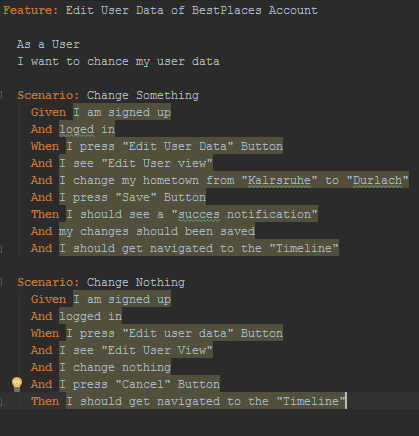 Feature: Edit User Data of BestPlaces Account
As a User
I want to chance my user data
Scenario: Change Something
Given I am signed up
And loged in
When I press "Edit User Data" Button
And I see "Edit User view"
And I change my hometown from "Kalrsruhe" to "Durlach"
And I press "Save" Button
Then I should see a "succes notification"
And my changes should been saved
And I should get navigated to the "Timeline"
Scenario: Change Nothing
Given I am signed up
And logged in
When I press "Edit user data" Button
And I see "Edit User View"
And I change nothing
And I press "Cancel" Button
Then I should get navigated to the "Timeline"